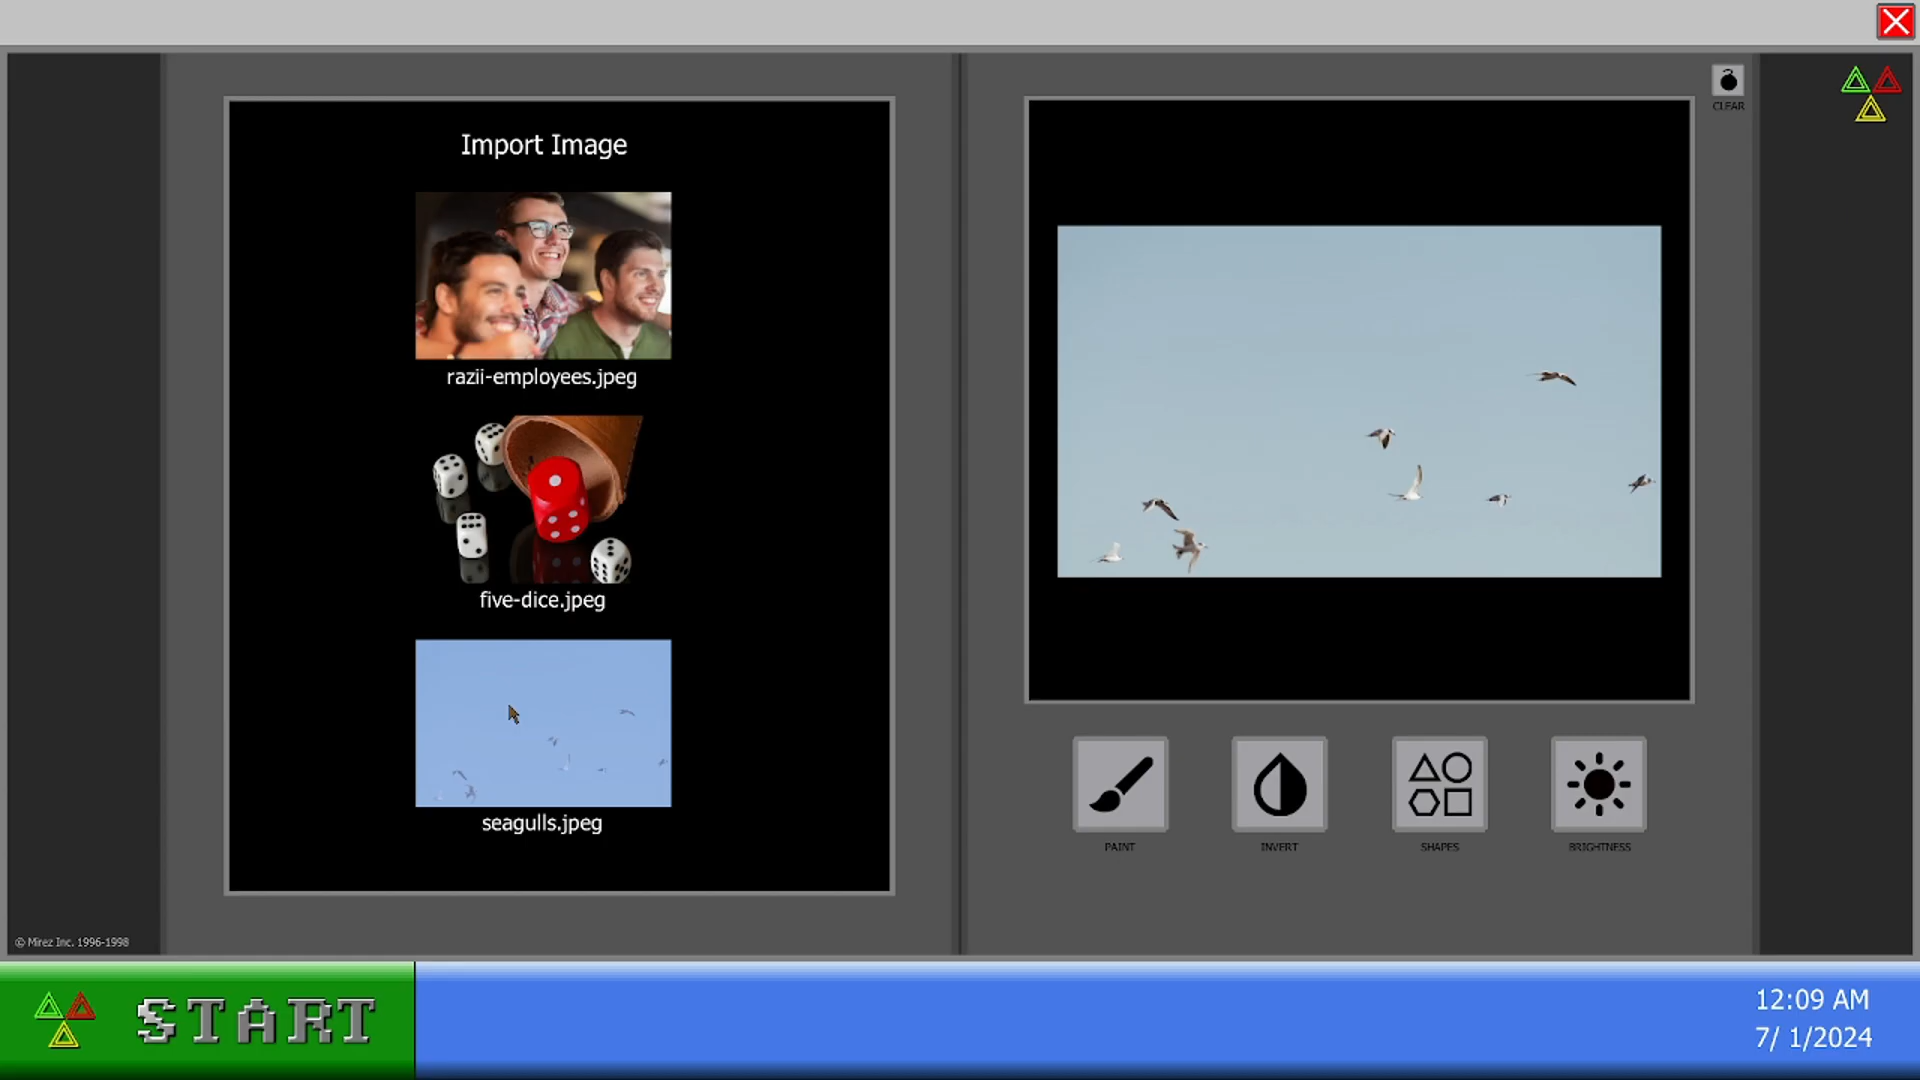 Import Image
razii-employees.jpeg
five-dice.jpeg
seagulls.jpeg
CLEAR
PAINT
INVERT
SHAPES
BRIGHTNESS
© Mirez Inc. 1996-1998
START
12:09 AM
7/ 1/2024